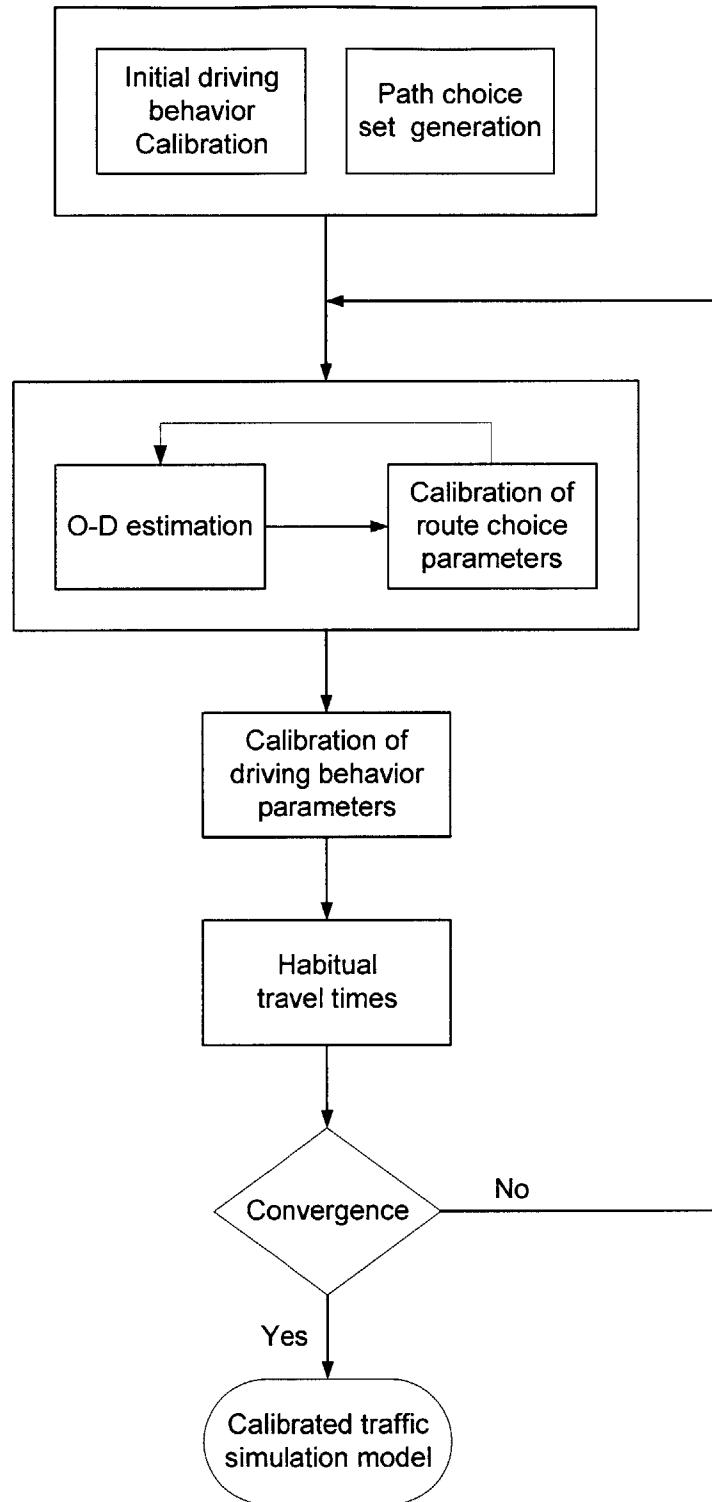 Initial driving
behavior
Calibration
Path choice
set generation
O-D estimation
Calibration of
route choice
parameters
Calibration of
driving behavior
parameters
Habitual
travel times
Convergence
No
Yes
Calibrated traffic
simulation model